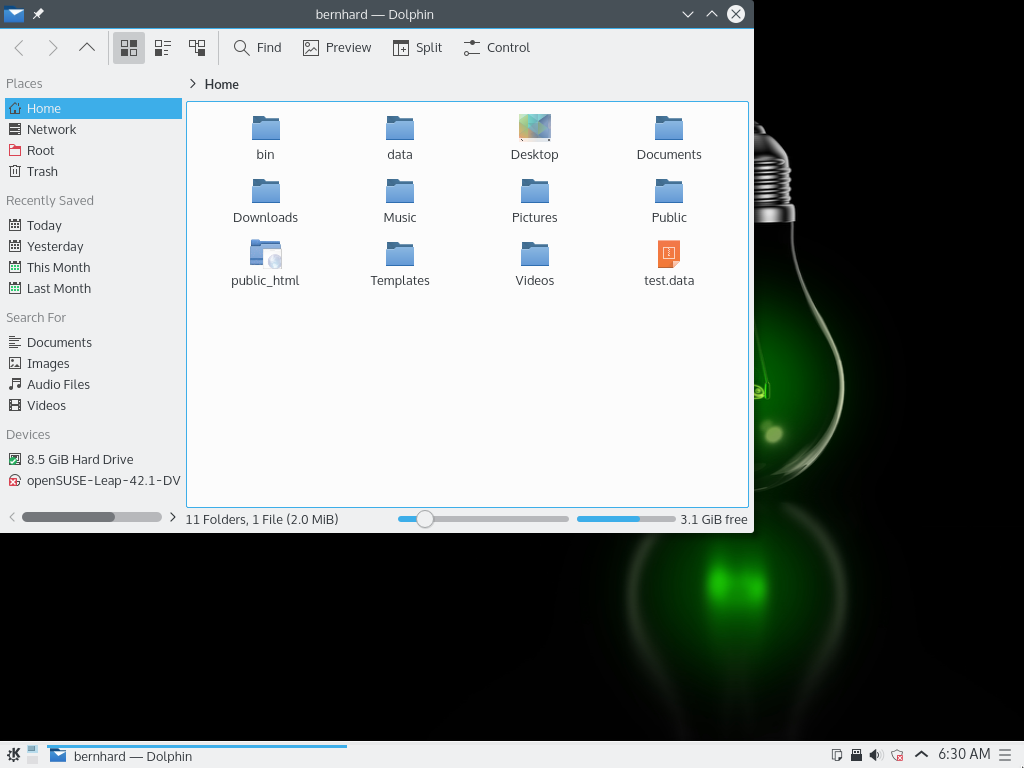 bernhard — Dolphin
Find
Preview
Split
Control
Places
Home
Network
Root
Trash
Recently Saved
Today
Yesterday
This Month
Last Month
Search For
Documents
Images
Audio Files
Videos
Devices
8.5 GiB Hard Drive
openSUSE-Leap-42.1-DV
Home
bin
data
Desktop
Documents
Downloads
Music
Pictures
Public
public_html
Templates
Videos
test.data
11 Folders, 1 File (2.0 MiB)
3.1 GiB free
bernhard — Dolphin
6:30 AM